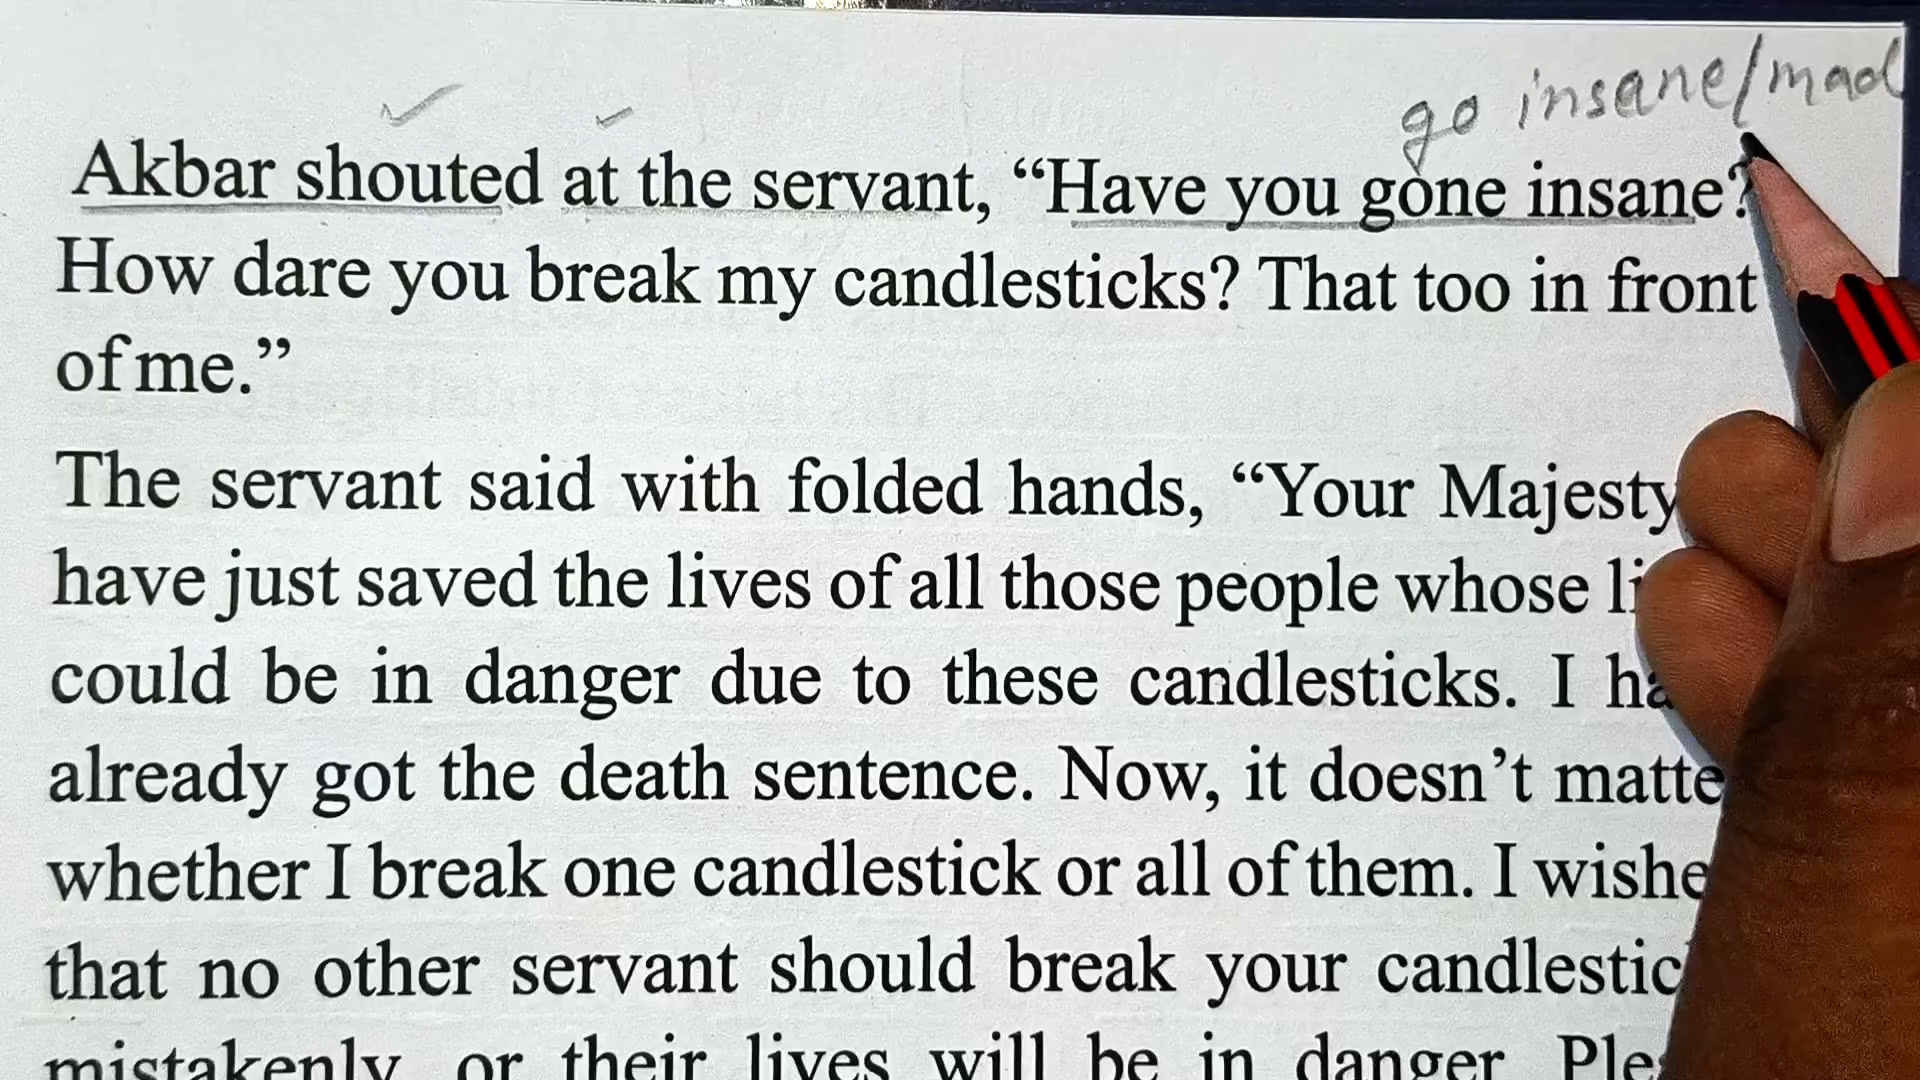 go insane/mad
Akbar shouted at the servant, “Have you gone insane?
How dare you break my candlesticks? That too in front
of me.”
The servant said with folded hands, “Your Majesty
have just saved the lives of all those people whose
could be in danger due to these candlesticks. I
already got the death sentence. Now, it doesn’t matte
whether I break one candlestick or all of them. I wishe
that no other servant should break your candlestic
mistakenly or their lives will be in danger